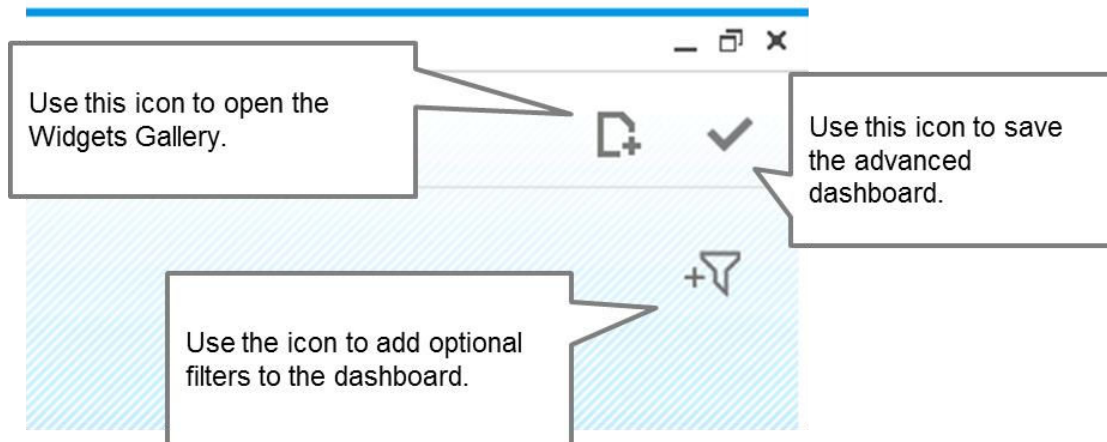 Use this icon to open the
Widgets Gallery.
Use this icon to save
the advanced
dashboard.
Use the icon to add optional
filters to the dashboard.